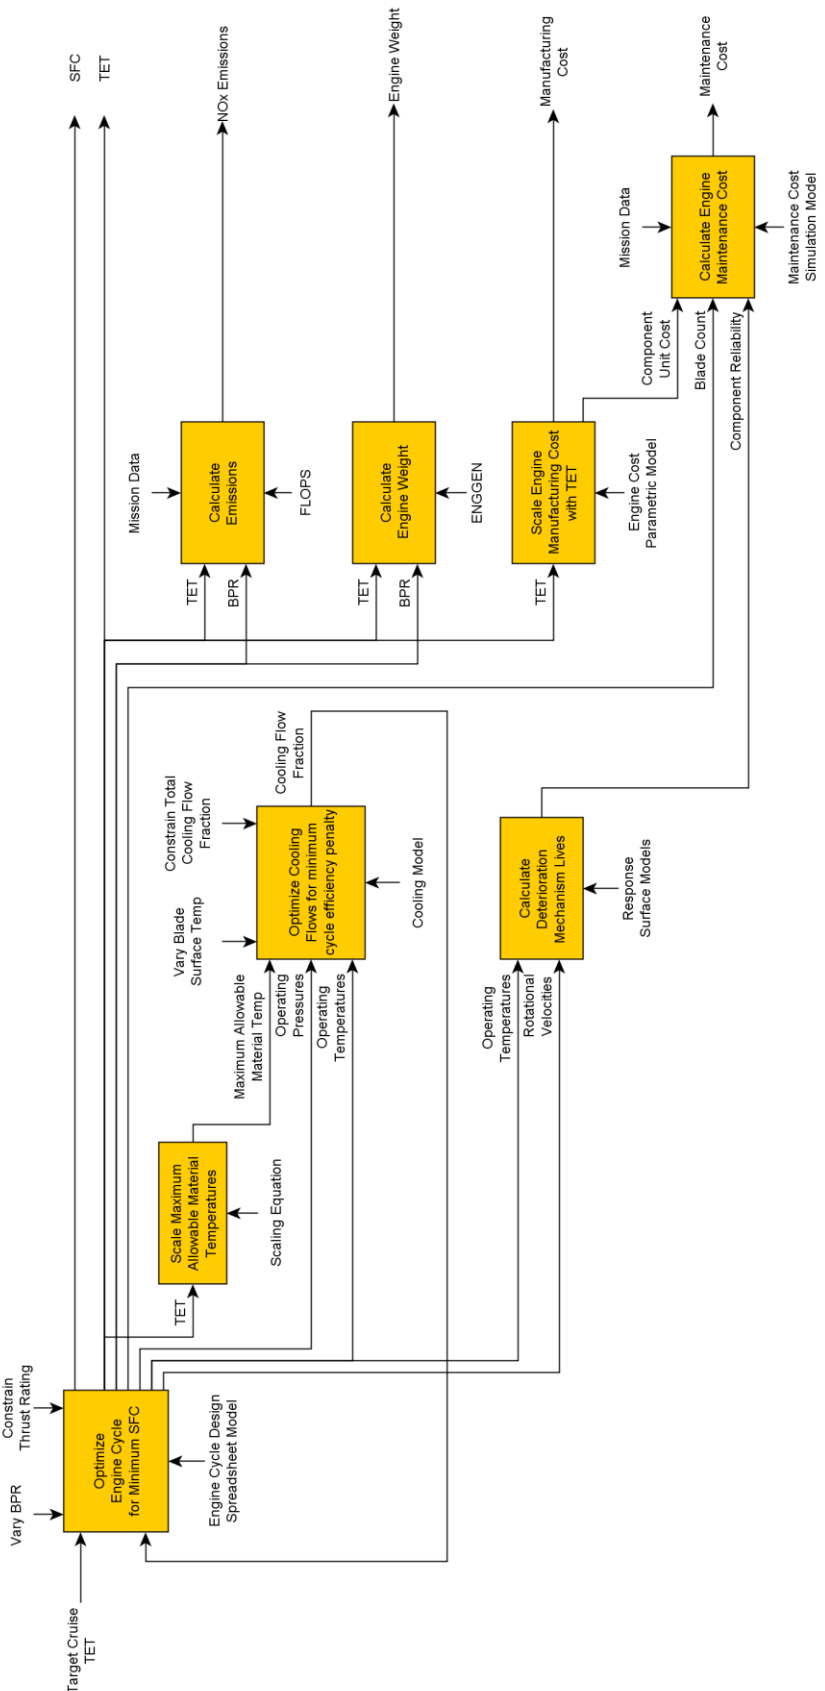 Target Cruise
TET
Vary BPR
Constrain
Thrust Rating
Optimize
Engine Cycle
for Minimum SFC
Engine Cycle Design
Spreadsheet Model
TET
Scale Maximum
Allowable Material
Temperatures
Scaling Equation
Maximum Allowable
Material Temp
Operating
Pressures
Operating
Temperatures
Vary Blade
Surface Temp
Constrain Total
Cooling Flow
Fraction
Optimize Cooling
Flows for minimum
cycle efficiency penalty
Cooling Model
Cooling Flow
Fraction
Operating
Temperatures
Rotational
Velocities
Calculate
Deterioration
Mechanism Lives
Response
Surface Models
TET
BPR
Mission Data
Calculate
Emissions
FLOPS
TET
BPR
Calculate
Engine Weight
ENGGEN
TET
Scale Engine
Manufacturing Cost
with TET
Engine Cost
Parametric Model
Component
Unit Cost
Blade Count
Component Reliability
Mission Data
Calculate Engine
Maintenance Cost
Maintenance Cost
Simulation Model
SFC
TET
NOx Emissions
Engine Weight
Manufacturing
Cost
Maintenance
Cost